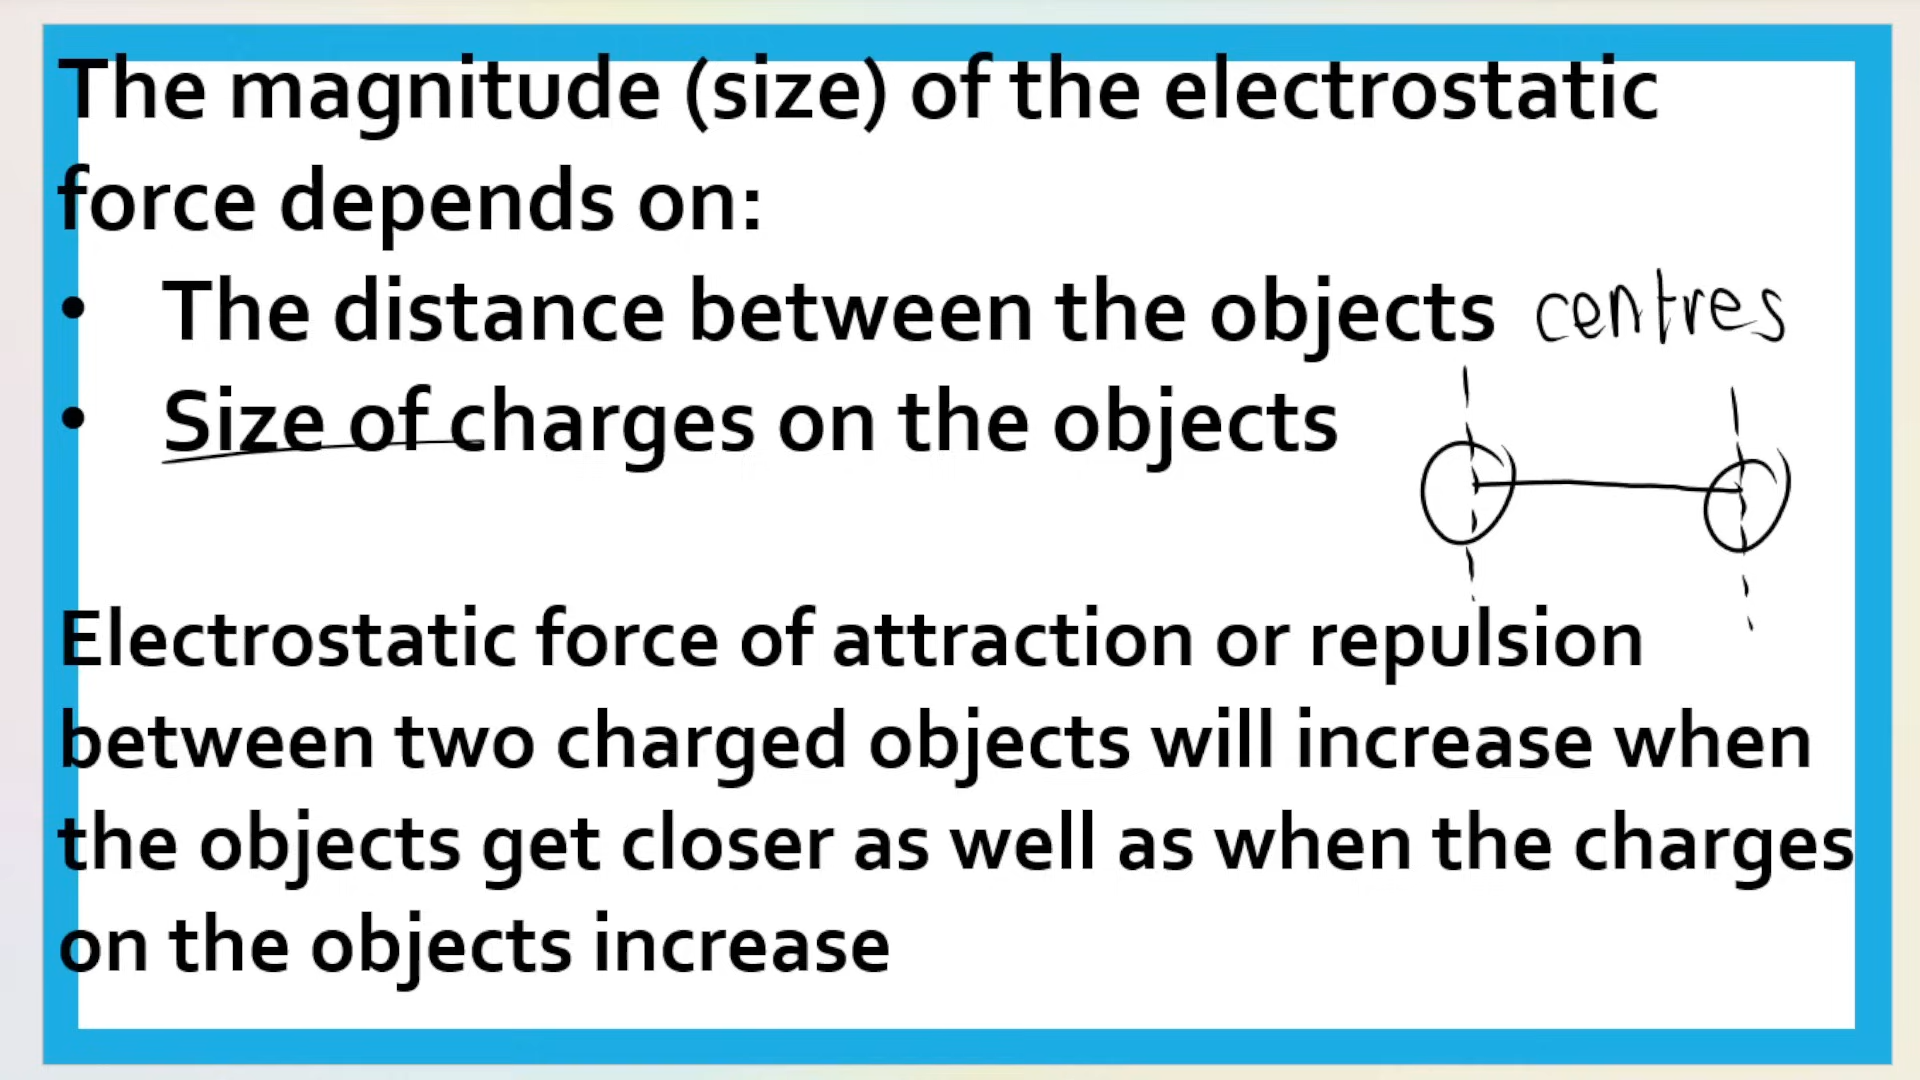 The magnitude (size) of the electrostatic
force depends on:
• The distance between the objects centres
• Size of charges on the objects
Electrostatic force of attraction or repulsion
between two charged objects will increase when
the objects get closer as well as when the charges
on the objects increase